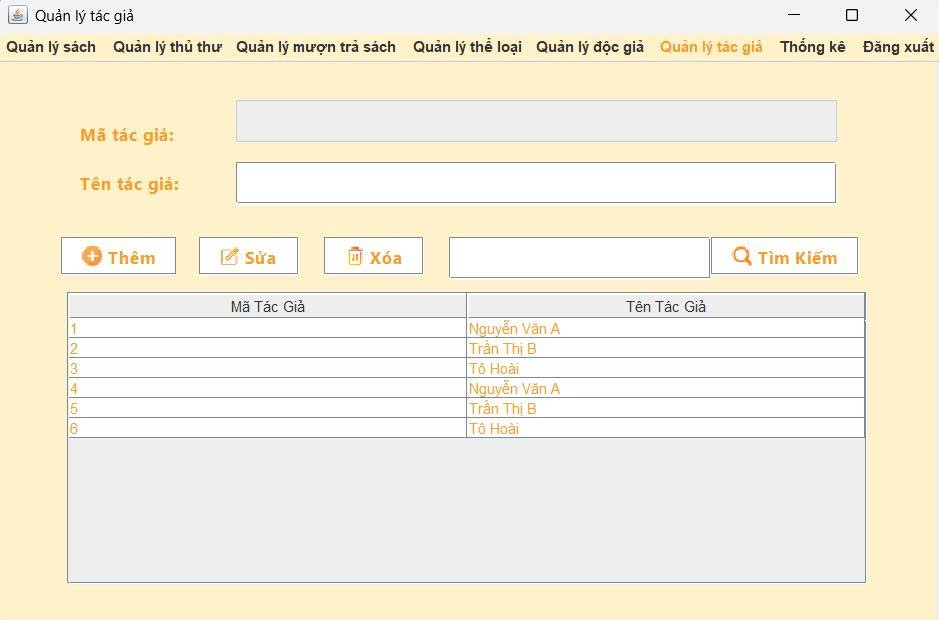 Quản lý tác giả
Quản lý sách Quản lý thủ thư Quản lý mượn trả sách Quản lý thể loại Quản lý độc giả Quản lý tác giả Thống kê Đăng xuất
Mã tác giả:
Tên tác giả:
Thêm Sửa Xóa Tìm Kiếm
Mã Tác Giả Tên Tác Giả
1 Nguyễn Văn A
2 Trần Thị B
3 Tô Hoài
4 Nguyễn Văn A
5 Trần Thị B
6 Tô Hoài